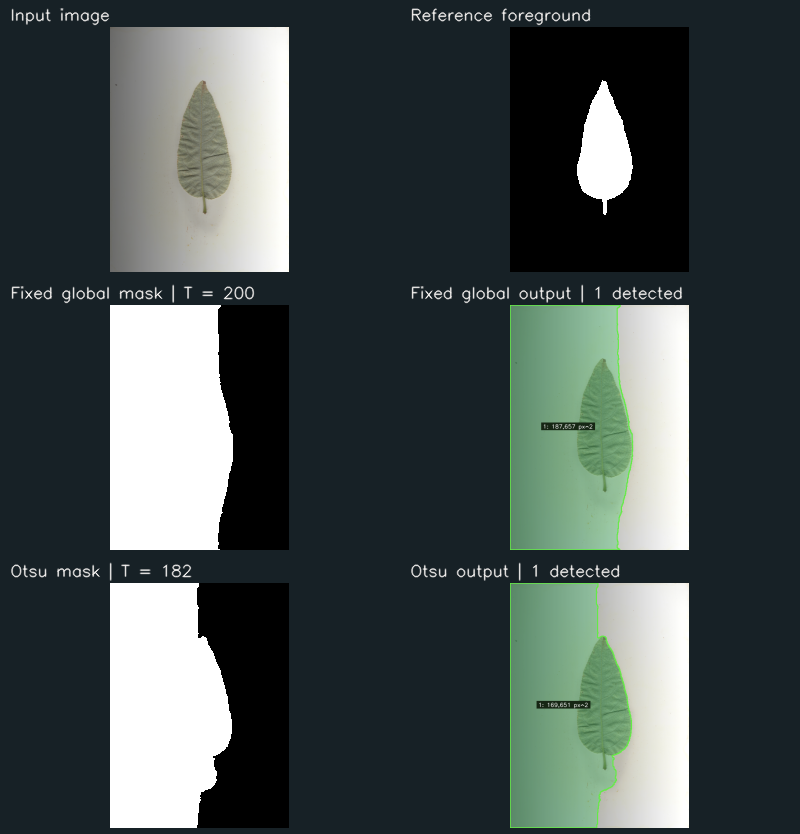 Input image
Reference foreground
Fixed global mask | T = 200
Fixed global output | 1 detected
1: 187,657 px^2
Otsu mask | T = 182
Otsu output | 1 detected
1: 169,651 px^2